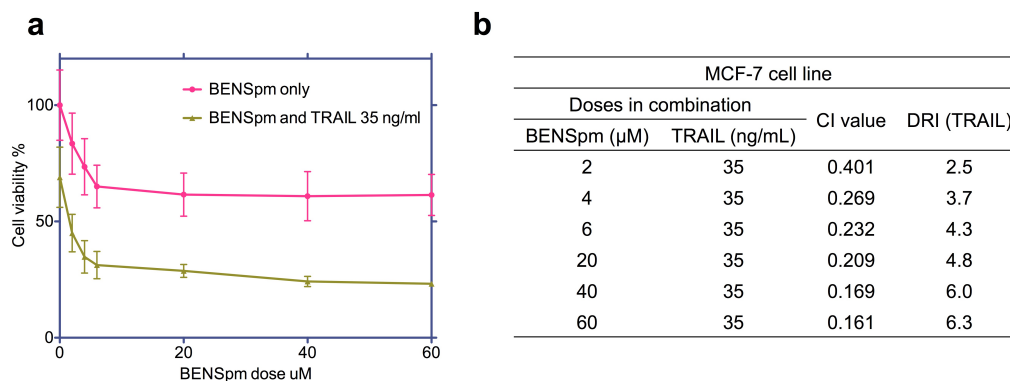 a
100
50
0
0 20 40 60
Cell viability %
BENSpm dose uM
BENSpm only
BENSpm and TRAIL 35 ng/ml
b
MCF-7 cell line
Doses in combination CI value DRI (TRAIL)
BENSpm (µM) TRAIL (ng/mL)
2 35 0.401 2.5
4 35 0.269 3.7
6 35 0.232 4.3
20 35 0.209 4.8
40 35 0.169 6.0
60 35 0.161 6.3